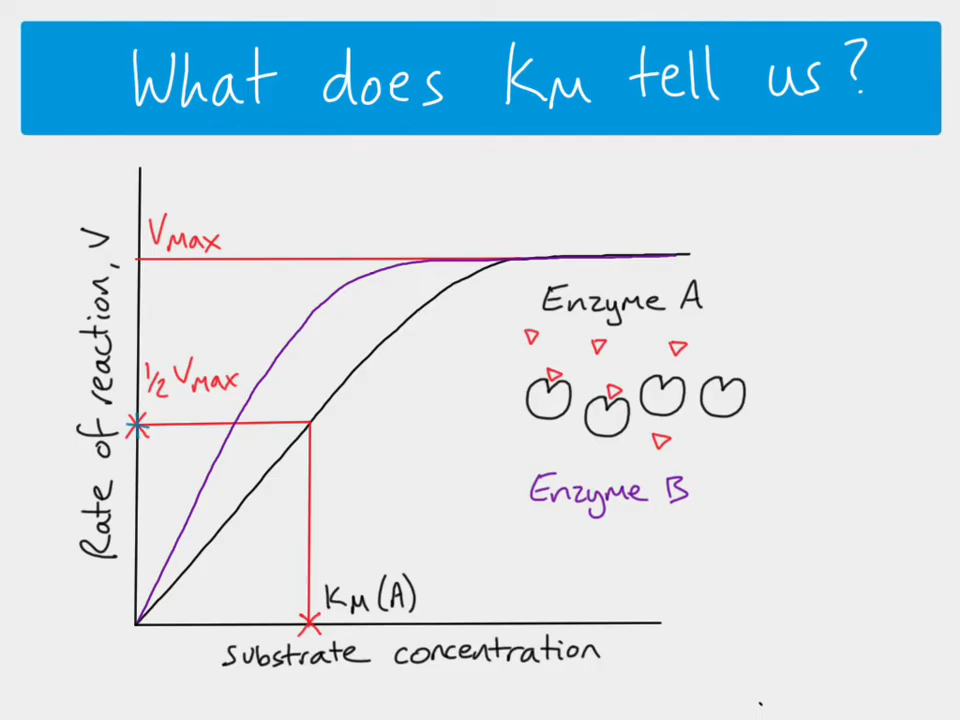 What does KM tell us?
Rate of reaction, V
VMax
1/2 VMax
Enzyme A
Enzyme B
KM (A)
substrate concentration